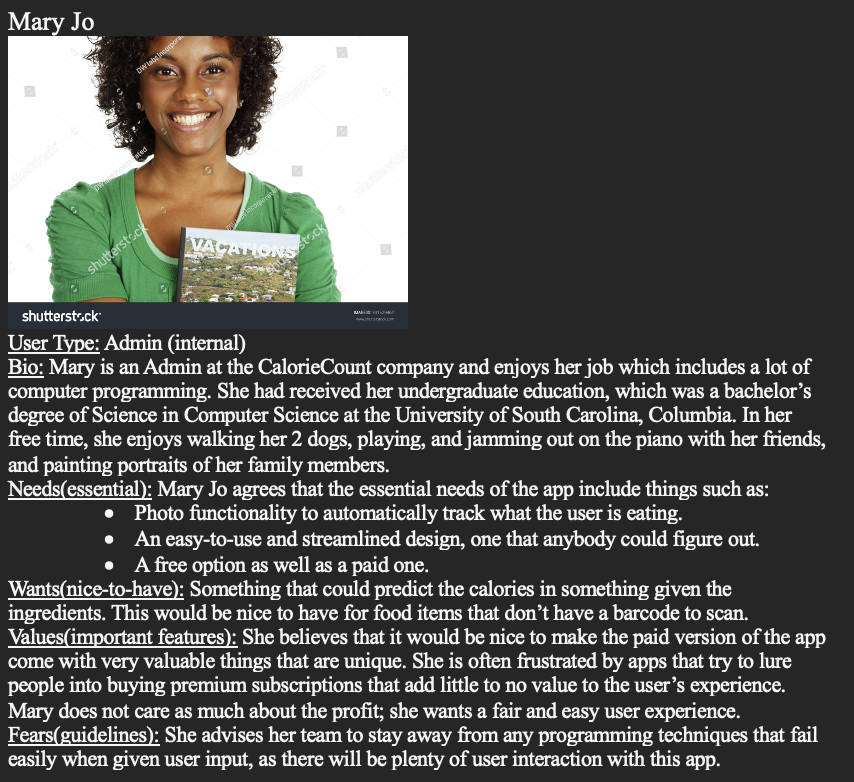 Mary Jo
DW labs Incorporated
shutterstock
VACATIONS
shutterstock
User Type: Admin (internal)
Bio: Mary is an Admin at the CalorieCount company and enjoys her job which includes a lot of
computer programming. She had received her undergraduate education, which was a bachelor’s
degree of Science in Computer Science at the University of South Carolina, Columbia. In her
free time, she enjoys walking her 2 dogs, playing, and jamming out on the piano with her friends,
and painting portraits of her family members.
Needs(essential): Mary Jo agrees that the essential needs of the app include things such as:
• Photo functionality to automatically track what the user is eating.
• An easy-to-use and streamlined design, one that anybody could figure out.
• A free option as well as a paid one.
Wants(nice-to-have): Something that could predict the calories in something given the
ingredients. This would be nice to have for food items that don’t have a barcode to scan.
Values(important features): She believes that it would be nice to make the paid version of the app
come with very valuable things that are unique. She is often frustrated by apps that try to lure
people into buying premium subscriptions that add little to no value to the user’s experience.
Mary does not care as much about the profit; she wants a fair and easy user experience.
Fears(guidelines): She advises her team to stay away from any programming techniques that fail
easily when given user input, as there will be plenty of user interaction with this app.